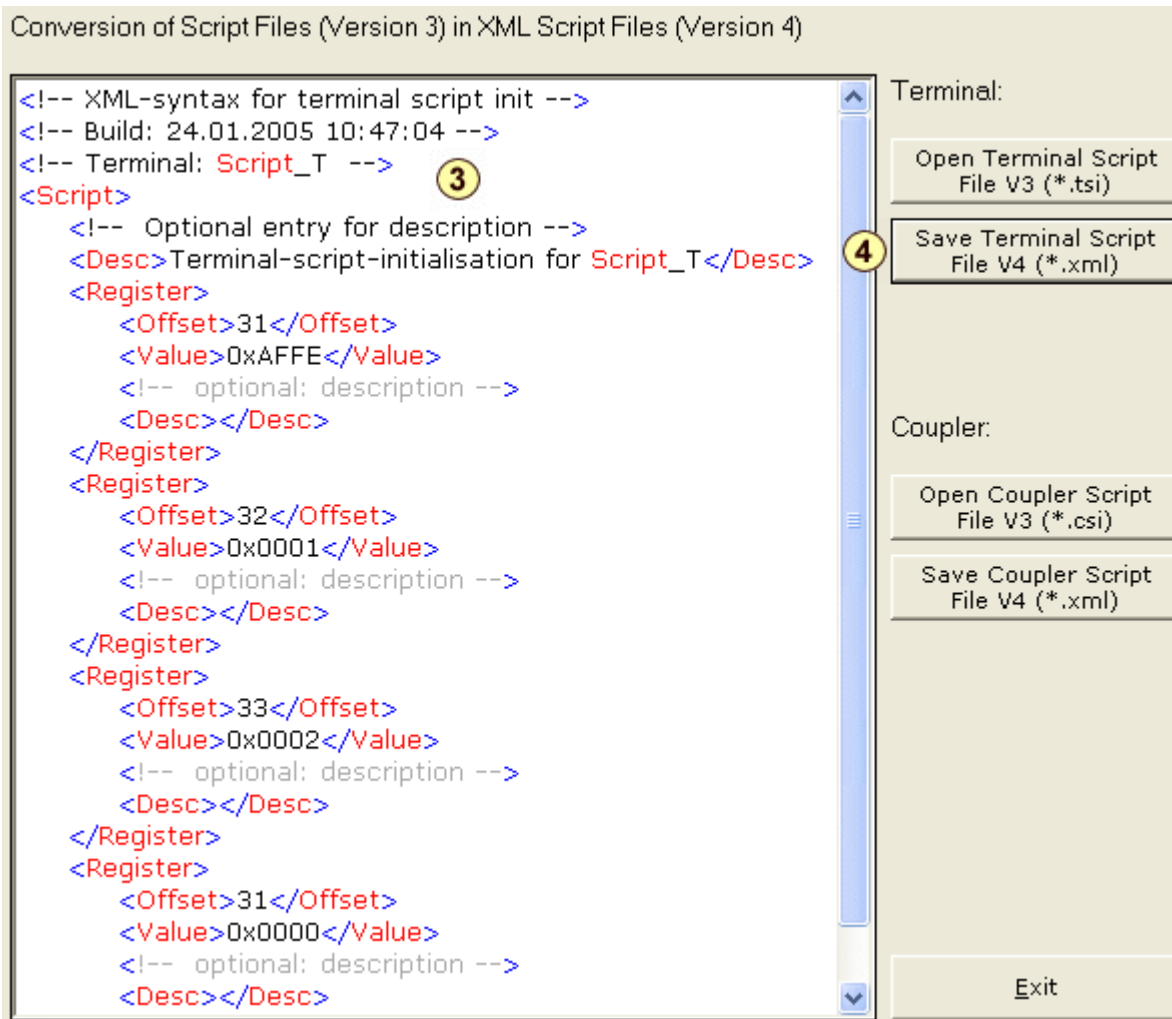 Conversion of Script Files (Version 3) in XML Script Files (Version 4)
<!-- XML-syntax for terminal script init -->
<!-- Build: 24.01.2005 10:47:04 -->
<!-- Terminal: Script_T  -->
3
<Script>
<!--  Optional entry for description -->
<Desc>Terminal-script-initialisation for Script_T</Desc>
<Register>
<Offset>31</Offset>
<Value>0xAFFE</Value>
<!--  optional: description -->
<Desc></Desc>
</Register>
<Register>
<Offset>32</Offset>
<Value>0x0001</Value>
<!--  optional: description -->
<Desc></Desc>
</Register>
<Register>
<Offset>33</Offset>
<Value>0x0002</Value>
<!--  optional: description -->
<Desc></Desc>
</Register>
<Register>
<Offset>31</Offset>
<Value>0x0000</Value>
<!--  optional: description -->
<Desc></Desc>
Terminal:
Open Terminal Script
File V3 (*.tsi)
4
Save Terminal Script
File V4 (*.xml)
Coupler:
Open Coupler Script
File V3 (*.csi)
Save Coupler Script
File V4 (*.xml)
Exit